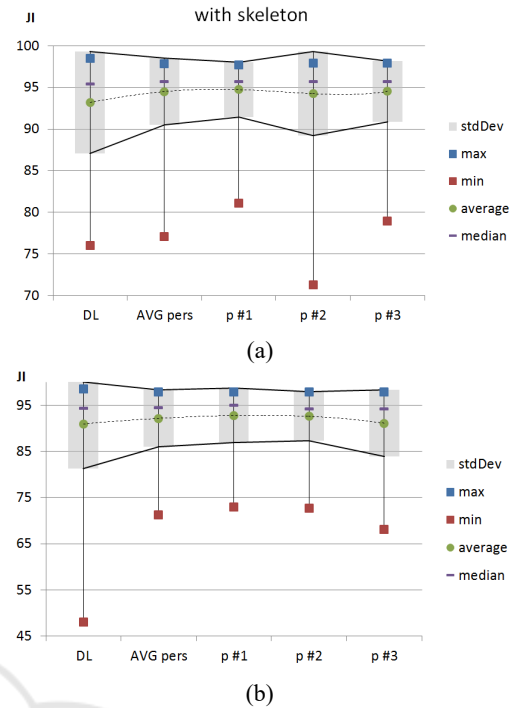 JI
with skeleton
100
95
90
85
80
75
70
DL AVG pers p #1 p #2 p #3
stdDev
max
min
average
median
(a)
JI
95
85
75
65
55
45
DL AVG pers p #1 p #2 p #3
stdDev
max
min
average
median
(b)